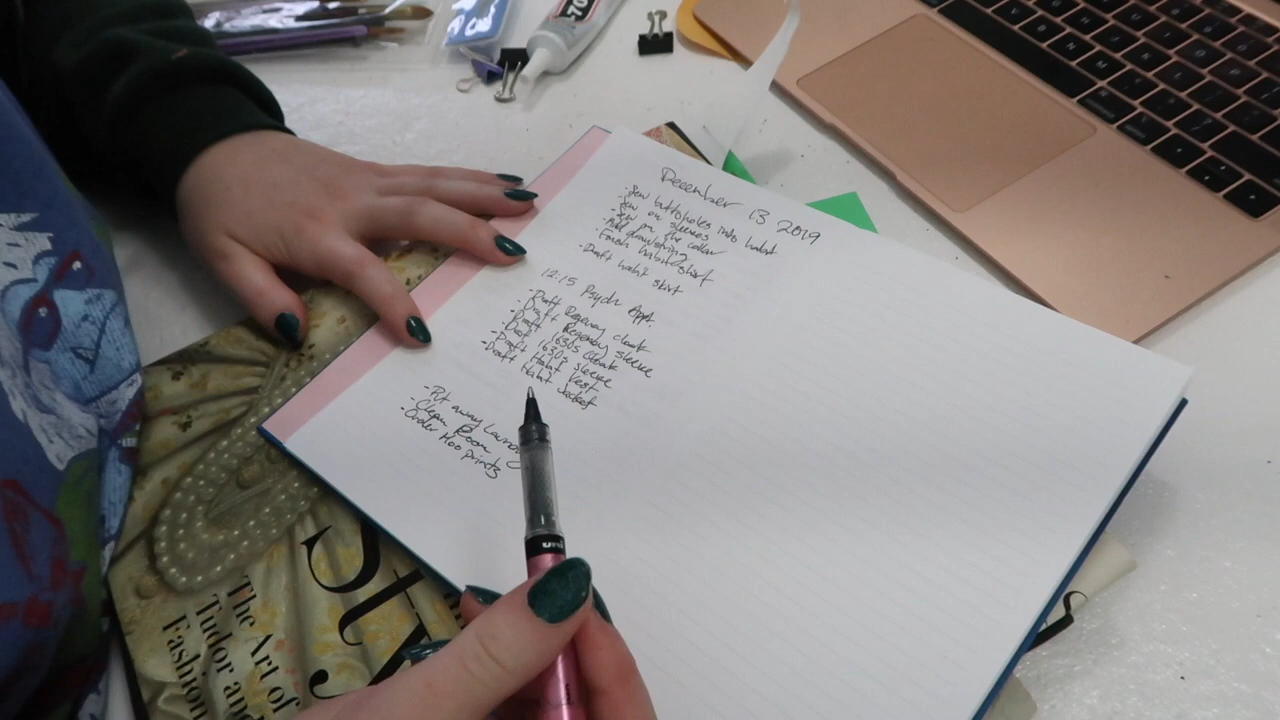 December 13 2019
- Sew buttonholes into habit
- Sew on sleeves
- Sew on the collar
- Add drawstring
- Finish habit shirt
- Draft habit skirt
12:15 Psych Appt.
- Draft Regency cloak
- Draft Regency sleeve
- Draft 1630s Cloak
- Draft 1630s sleeve
- Draft Habit Vest
- Draft Habit Jacket
- Put away Laundry
- Clean Room
- Order Moo prints
uni
Sty
The Art of
Tudor and
Fashion
70